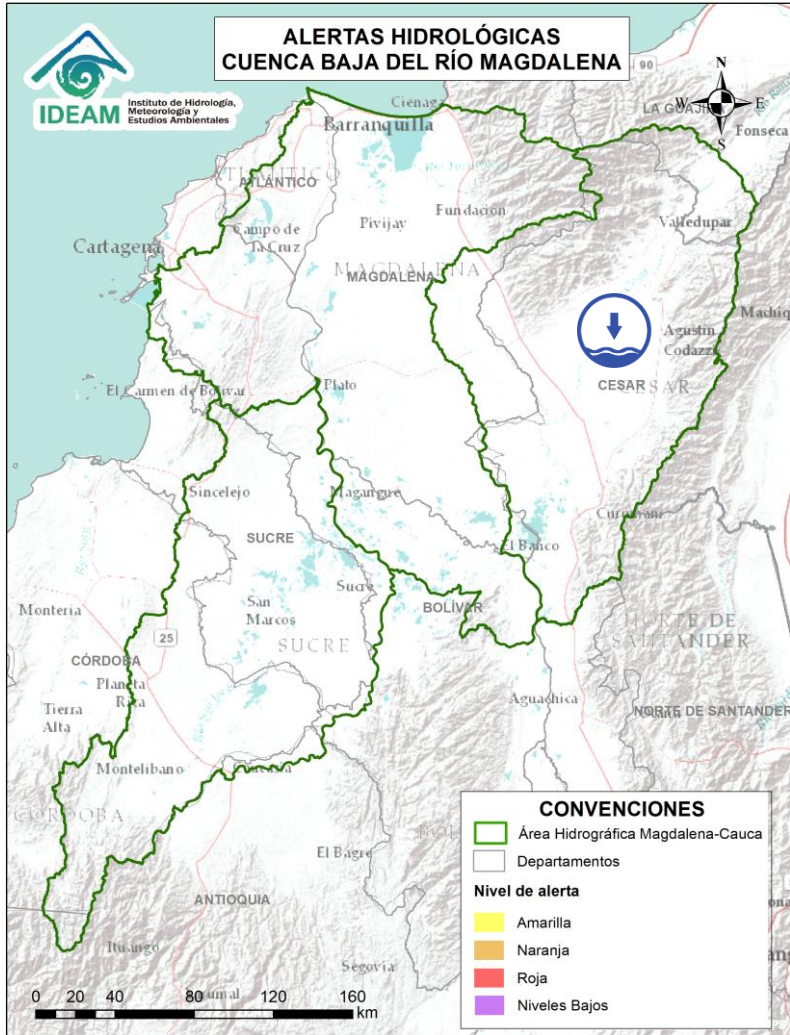 ALERTAS HIDROLÓGICAS
CUENCA BAJA DEL RÍO MAGDALENA
IDEAM
Instituto de Hidrología,
Meteorología y
Estudios Ambientales
N
W
E
S
90
LA GUAJIRA
Fonseca
Ciénaga
Barranquilla
ATLÁNTICO
ATLÁNTICO
Campo de
la Cruz
Cartagena
Pivijay
Fundación
MAGDALENA
MAGDALENA
Valledupar
Agustín
Codazzi
CESAR
CESAR
El Carmen de Bolívar
Plato
Sincelejo
Magangué
Curumaní
El Banco
SUCRE
Sucre
San
Marcos
SUCRE
BOLÍVAR
NORTE DE
SANTANDER
Montería
25
CÓRDOBA
Planeta
Rica
Tierra
Alta
Aguachica
NORTE DE SANTANDER
Montelibano
Caucasia
CÓRDOBA
El Bagre
ANTIOQUIA
Ituango
Segovia
0 20 40 80 120 160
km
CONVENCIONES
Área Hidrográfica Magdalena-Cauca
Departamentos
Nivel de alerta
Amarilla
Naranja
Roja
Niveles Bajos